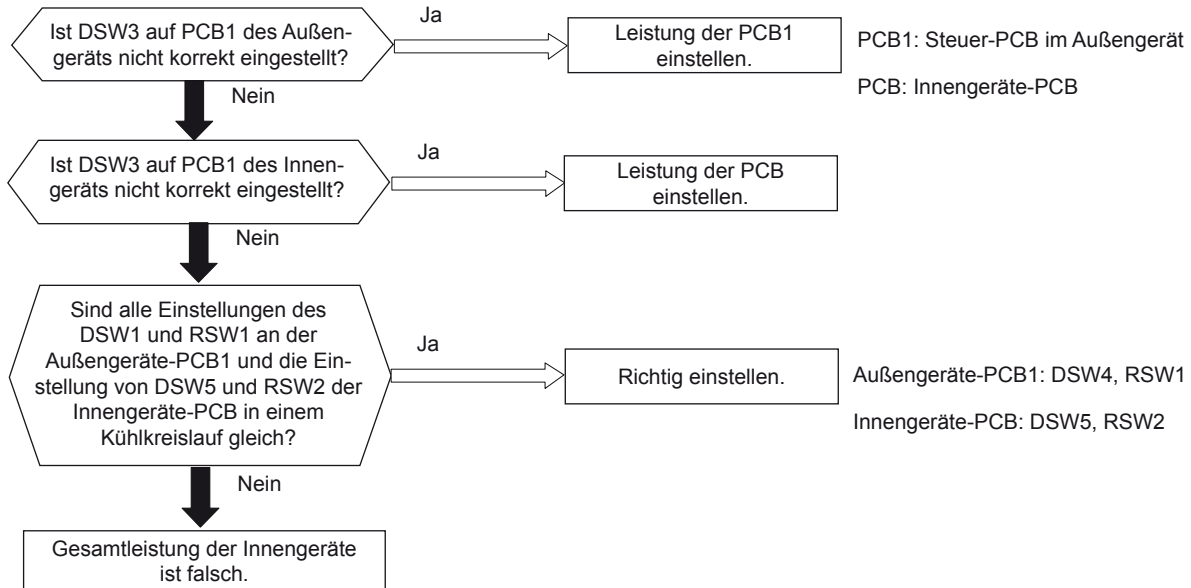 Ist DSW3 auf PCB1 des Außen-
geräts nicht korrekt eingestellt?
Ja
Leistung der PCB1
einstellen.
PCB1: Steuer-PCB im Außengerät
PCB: Innengeräte-PCB
Nein
Ist DSW3 auf PCB1 des Innen-
geräts nicht korrekt eingestellt?
Ja
Leistung der PCB
einstellen.
Nein
Sind alle Einstellungen des
DSW1 und RSW1 an der
Außengeräte-PCB1 und die Ein-
stellung von DSW5 und RSW2 der
Innengeräte-PCB in einem
Kühlkreislauf gleich?
Ja
Richtig einstellen.
Außengeräte-PCB1: DSW4, RSW1
Innengeräte-PCB: DSW5, RSW2
Nein
Gesamtleistung der Innengeräte
ist falsch.